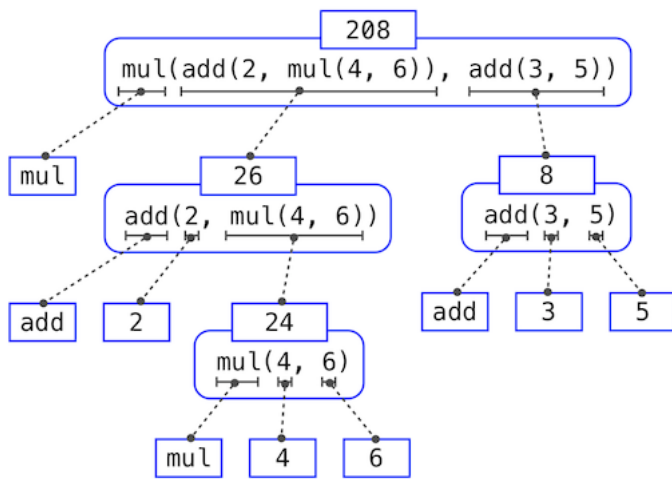 208
mul(add(2, mul(4, 6)), add(3, 5))
mul
26
8
add(2, mul(4, 6))
add(3, 5)
add
2
24
add
3
5
mul(4, 6)
mul
4
6